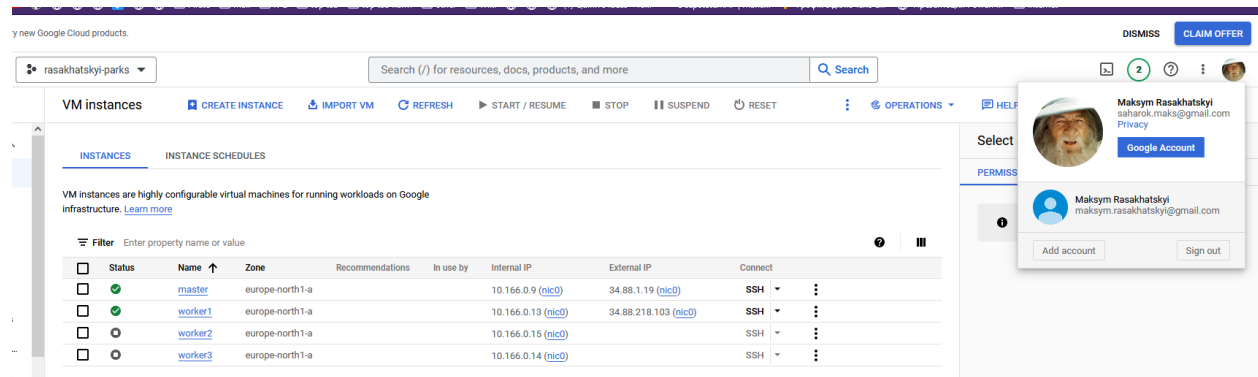 y new Google Cloud products.
DISMISS
CLAIM OFFER
rasakhatskyi-parks
Search (/) for resources, docs, products, and more
Search
2
VM instances
CREATE INSTANCE
IMPORT VM
REFRESH
START / RESUME
STOP
SUSPEND
RESET
OPERATIONS
HELP
Maksym Rasakhatskyi
saharok.maks@gmail.com
Privacy
Google Account
Maksym Rasakhatskyi
maksym.rasakhatskyi@gmail.com
Add account
Sign out
Select
PERMISS
INSTANCES
INSTANCE SCHEDULES
VM instances are highly configurable virtual machines for running workloads on Google
infrastructure. Learn more
Filter Enter property name or value
Status Name Zone Recommendations In use by Internal IP External IP Connect
master europe-north1-a 10.166.0.9 (nic0) 34.88.1.19 (nic0) SSH
worker1 europe-north1-a 10.166.0.13 (nic0) 34.88.218.103 (nic0) SSH
worker2 europe-north1-a 10.166.0.15 (nic0) SSH
worker3 europe-north1-a 10.166.0.14 (nic0) SSH